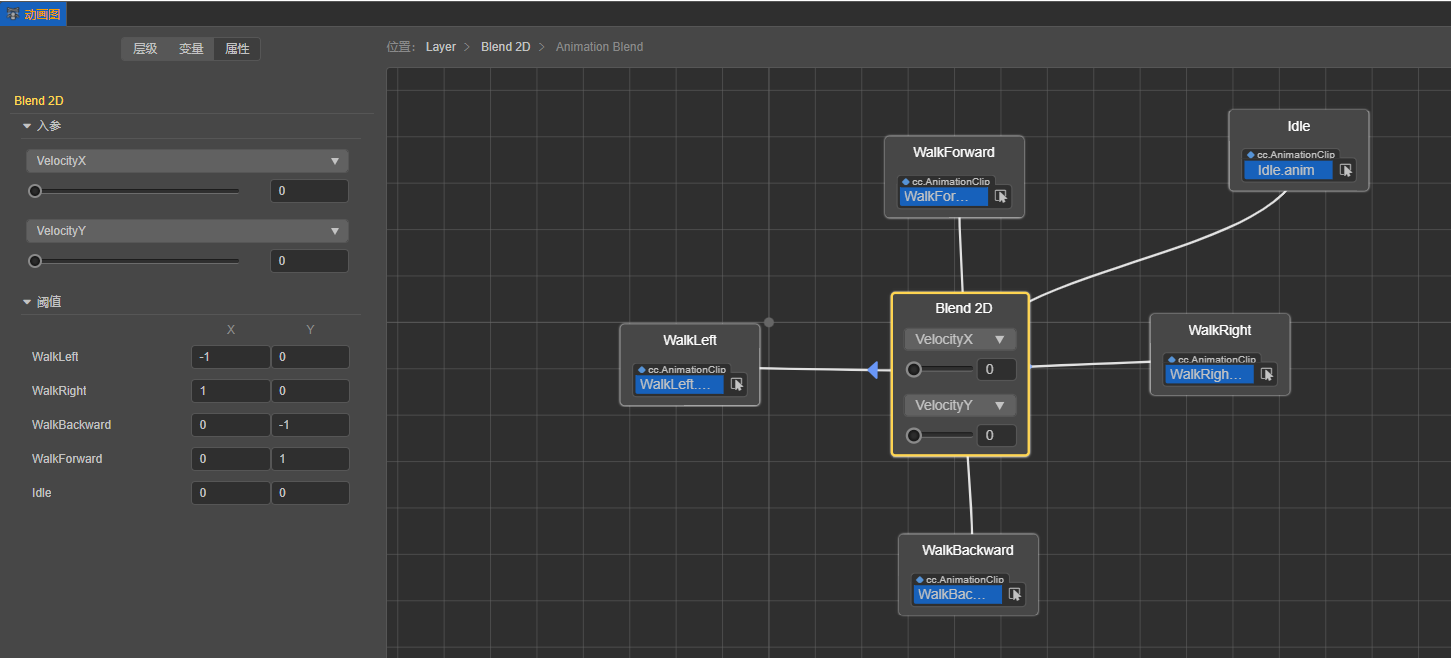 动画图
层级 变量 属性
位置: Layer > Blend 2D > Animation Blend
Blend 2D
入参
VelocityX
0
VelocityY
0
阈值
X Y
WalkLeft -1 0
WalkRight 1 0
WalkBackward 0 -1
WalkForward 0 1
Idle 0 0
WalkForward
cc.AnimationClip
WalkFor...
Idle
cc.AnimationClip
Idle.anim
WalkLeft
cc.AnimationClip
WalkLeft....
Blend 2D
VelocityX
0
VelocityY
0
WalkRight
cc.AnimationClip
WalkRigh...
WalkBackward
cc.AnimationClip
WalkBac...